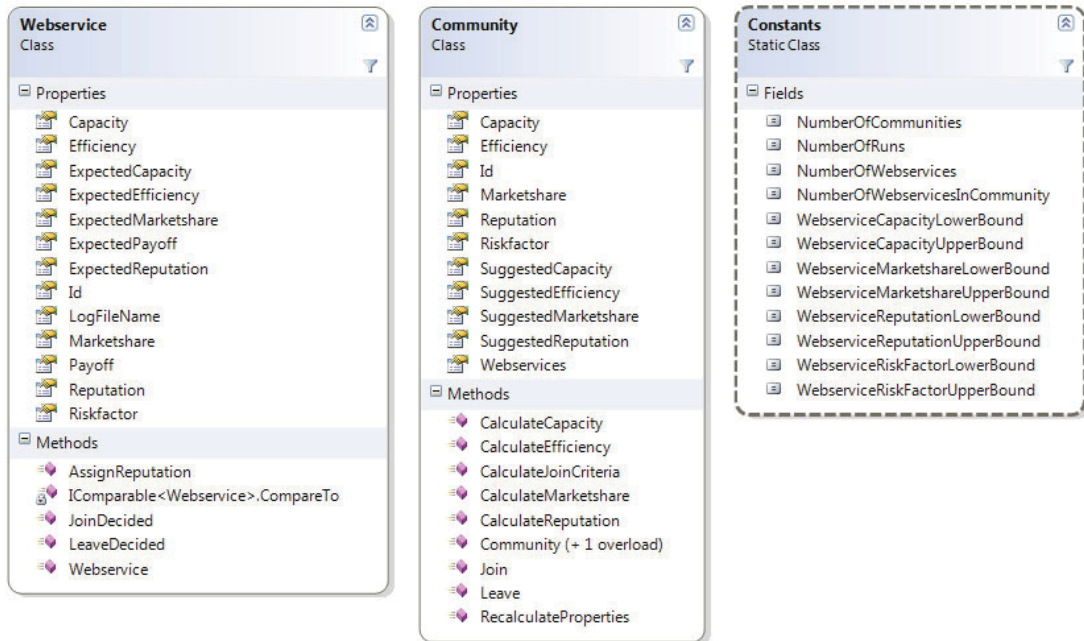 Webservice
Class
Properties
Capacity
Efficiency
ExpectedCapacity
ExpectedEfficiency
ExpectedMarketshare
ExpectedPayoff
ExpectedReputation
Id
LogFileName
Marketshare
Payoff
Reputation
Riskfactor
Methods
AssignReputation
IComparable<Webservice>.CompareTo
JoinDecided
LeaveDecided
Webservice
Community
Class
Properties
Capacity
Efficiency
Id
Marketshare
Reputation
Riskfactor
SuggestedCapacity
SuggestedEfficiency
SuggestedMarketshare
SuggestedReputation
Webservices
Methods
CalculateCapacity
CalculateEfficiency
CalculateJoinCriteria
CalculateMarketshare
CalculateReputation
Community (+ 1 overload)
Join
Leave
RecalculateProperties
Constants
Static Class
Fields
NumberOfCommunities
NumberOfRuns
NumberOfWebservices
NumberOfWebservicesInCommunity
WebserviceCapacityLowerBound
WebserviceCapacityUpperBound
WebserviceMarketshareLowerBound
WebserviceMarketshareUpperBound
WebserviceReputationLowerBound
WebserviceReputationUpperBound
WebserviceRiskFactorLowerBound
WebserviceRiskFactorUpperBound